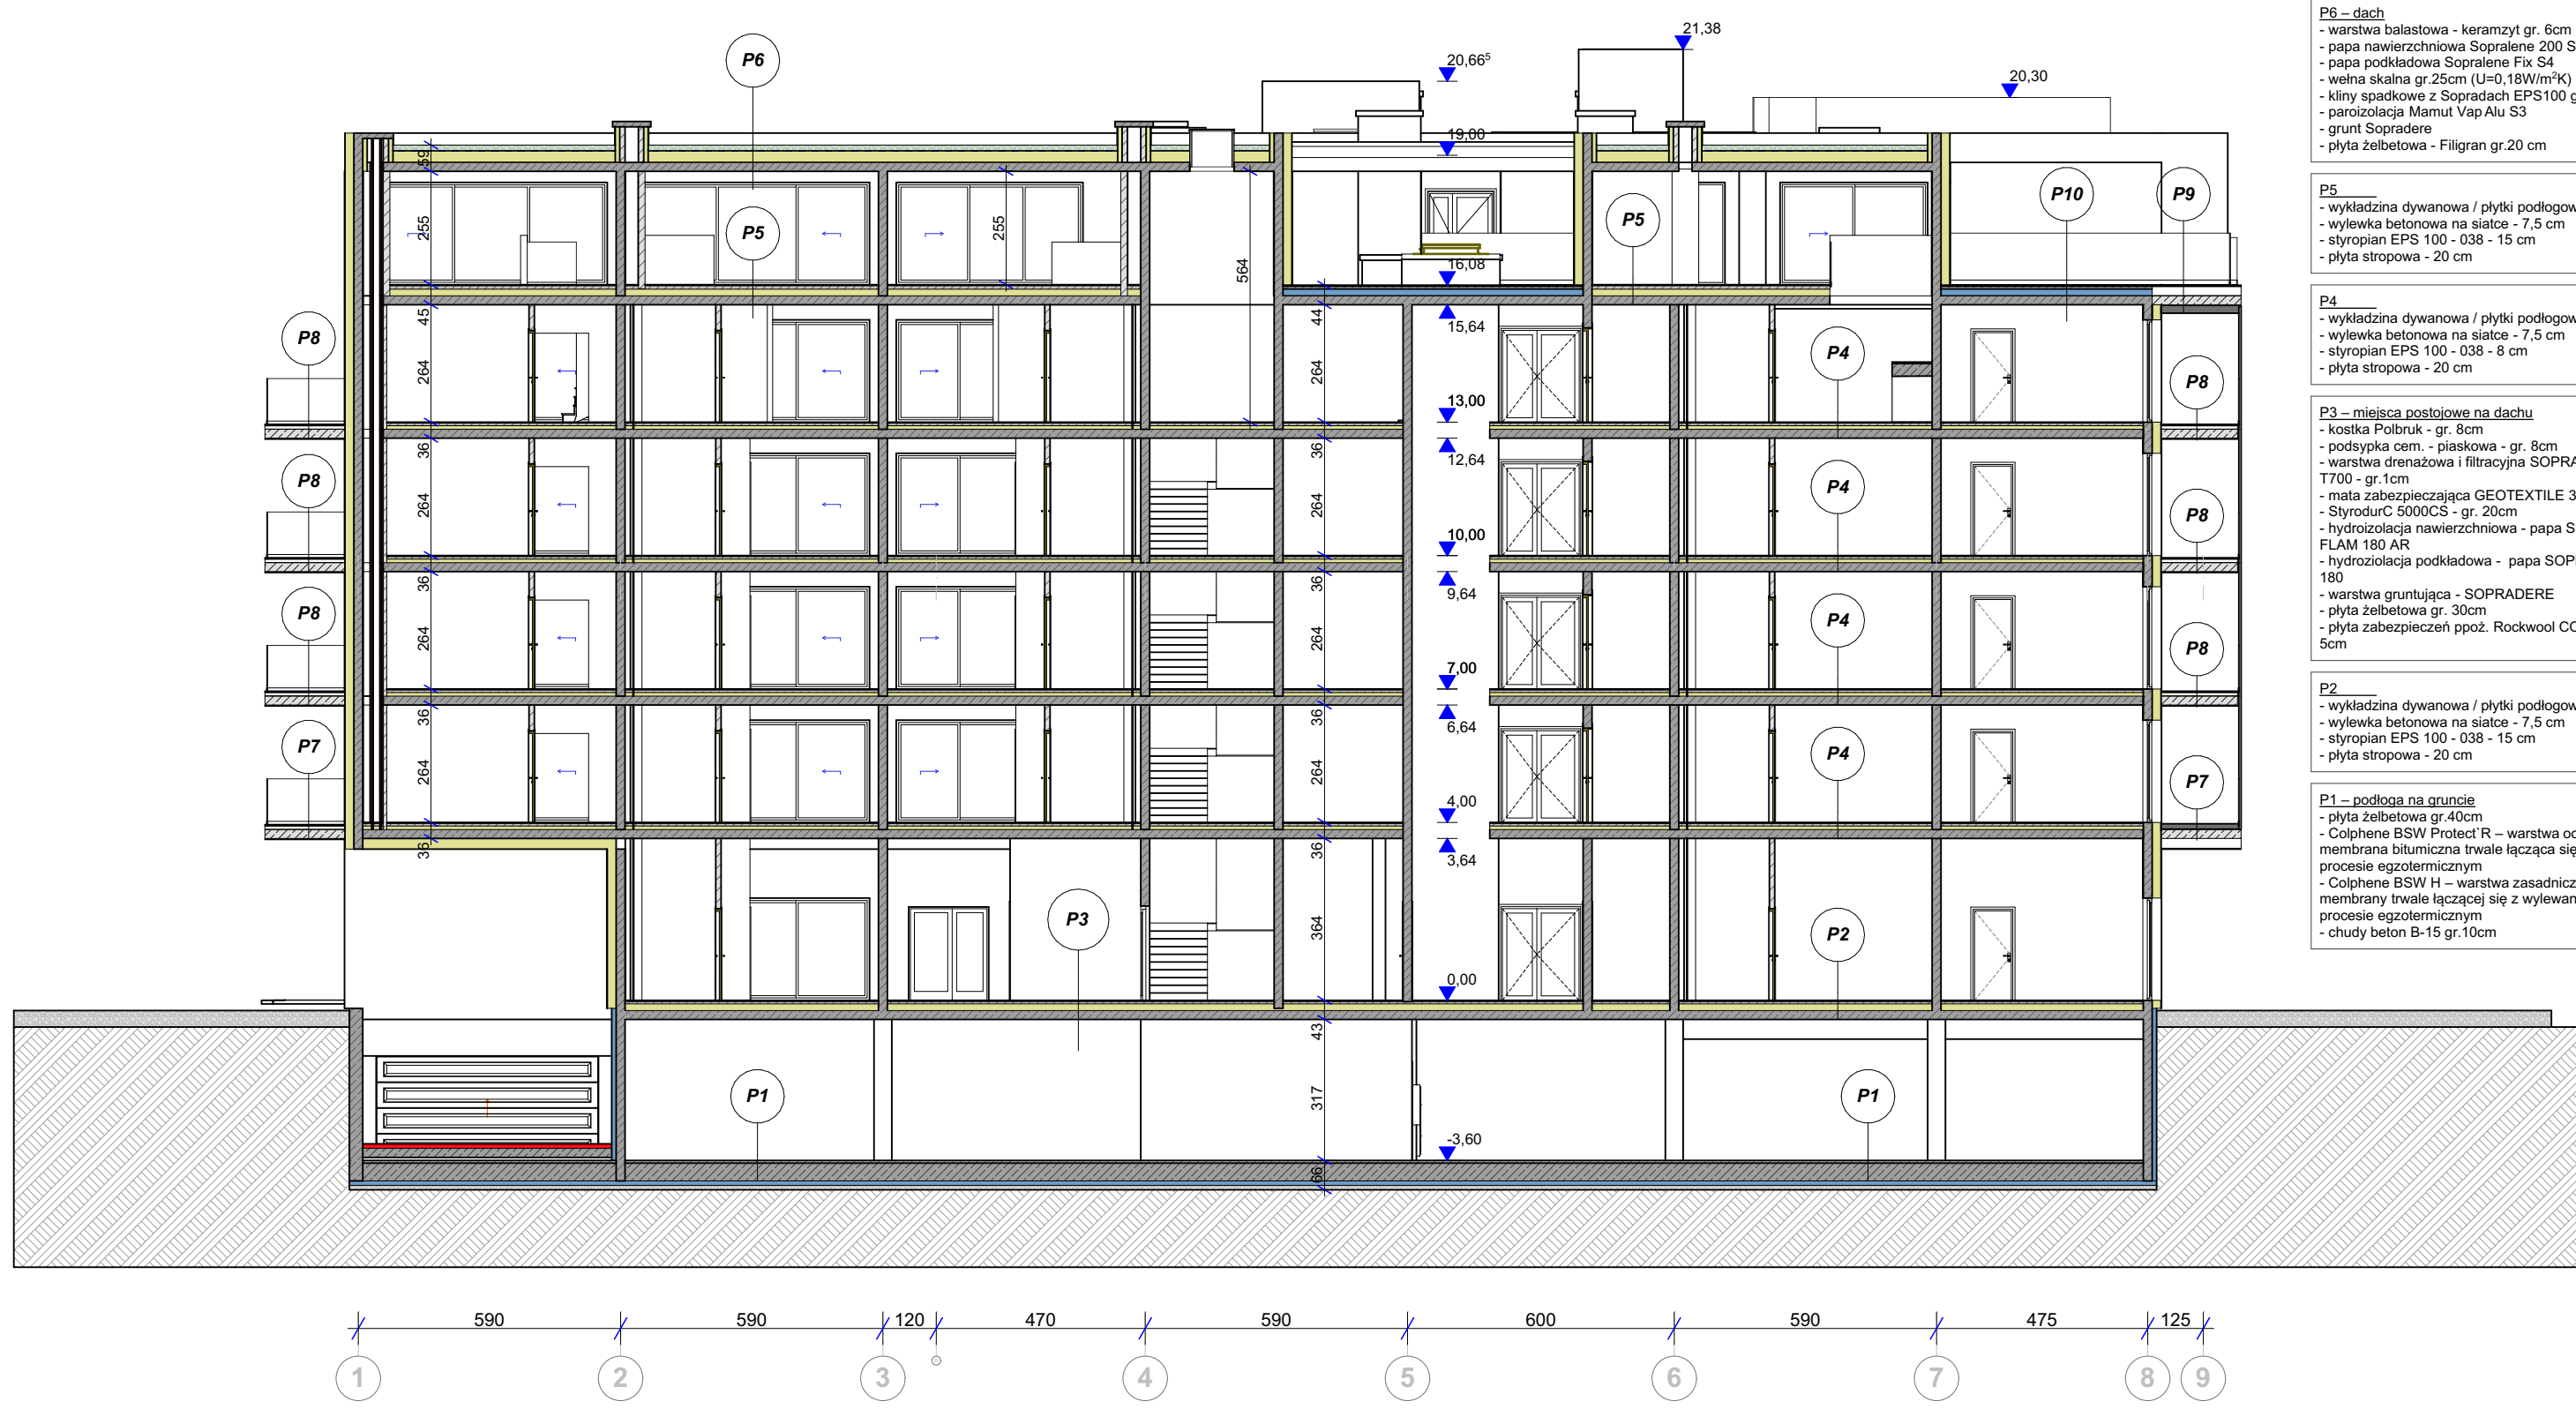 21,38
20,66⁵
20,30
P6
19,00
59
255
P5
255
564
P5
P10
P9
16,08
45
44
15,64
P8
264
264
P4
P8
13,00
36
36
12,64
P8
264
264
P4
P8
10,00
36
36
9,64
P8
264
264
P4
P8
7,00
36
36
6,64
P7
264
264
P4
P7
4,00
36
36
3,64
P3
364
P2
0,00
43
P1
317
P1
-3,60
66
590
590
120
470
590
600
590
475
125
1
2
3
4
5
6
7
8
9
P6 – dach
- warstwa balastowa - keramzyt gr. 6cm
- papa nawierzchniowa Sopralene 200 S
- papa podkładowa Sopralene Fix S4
- wełna skalna gr.25cm (U=0,18W/m²K)
- kliny spadkowe z Sopradach EPS100 g
- paroizolacja Mamut Vap Alu S3
- grunt Sopradere
- płyta żelbetowa - Filigran gr.20 cm
P5
- wykładzina dywanowa / płytki podłogow
- wylewka betonowa na siatce - 7,5 cm
- styropian EPS 100 - 038 - 15 cm
- płyta stropowa - 20 cm
P4
- wykładzina dywanowa / płytki podłogow
- wylewka betonowa na siatce - 7,5 cm
- styropian EPS 100 - 038 - 8 cm
- płyta stropowa - 20 cm
P3 – miejsca postojowe na dachu
- kostka Polbruk - gr. 8cm
- podsypka cem. - piaskowa - gr. 8cm
- warstwa drenażowa i filtracyjna SOPRA
T700 - gr.1cm
- mata zabezpieczająca GEOTEXTILE 3
- StyrodurC 5000CS - gr. 20cm
- hydroizolacja nawierzchniowa - papa S
FLAM 180 AR
- hydroziolacja podkładowa - papa SOP
180
- warstwa gruntująca - SOPRADERE
- płyta żelbetowa gr. 30cm
- płyta zabezpieczeń ppoż. Rockwool CO
5cm
P2
- wykładzina dywanowa / płytki podłogow
- wylewka betonowa na siatce - 7,5 cm
- styropian EPS 100 - 038 - 15 cm
- płyta stropowa - 20 cm
P1 – podłoga na gruncie
- płyta żelbetowa gr.40cm
- Colphene BSW Protect`R – warstwa oc
membrana bitumiczna trwale łącząca się
procesie egzotermicznym
- Colphene BSW H – warstwa zasadnicz
membrany trwale łączącej się z wylewan
procesie egzotermicznym
- chudy beton B-15 gr.10cm